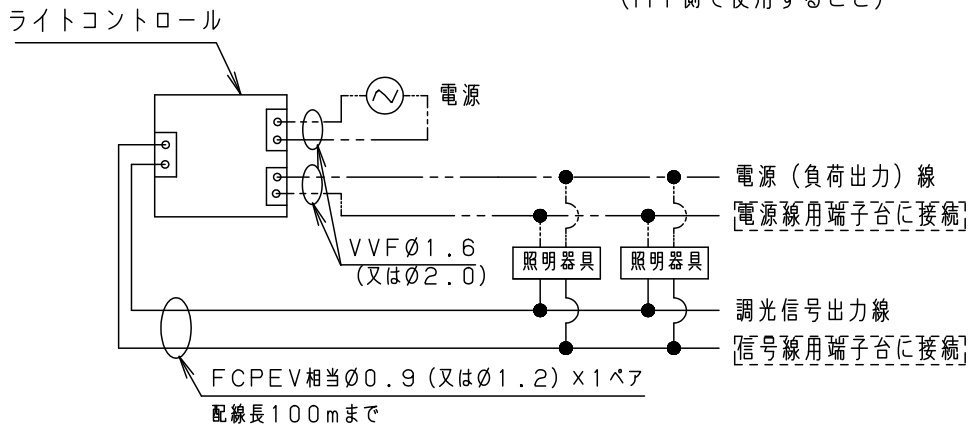 ライトコントロール
電源
電源（負荷出力）線
電源線用端子台に接続
VVFØ1.6
（又はØ2.0）
照明器具
照明器具
調光信号出力線
信号線用端子台に接続
FCPEV相当Ø0.9（又はØ1.2）×1ペア
配線長100mまで